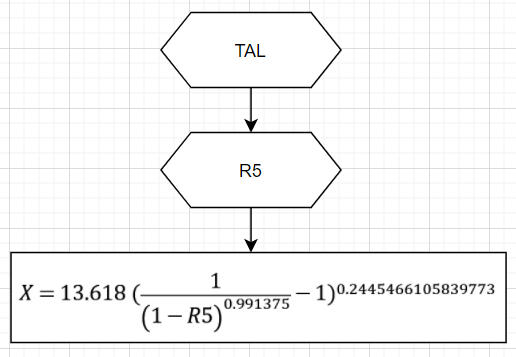 TAL
R5
X = 13.618 (1/(1 − R5)^0.991375 − 1)^0.2445466105839773